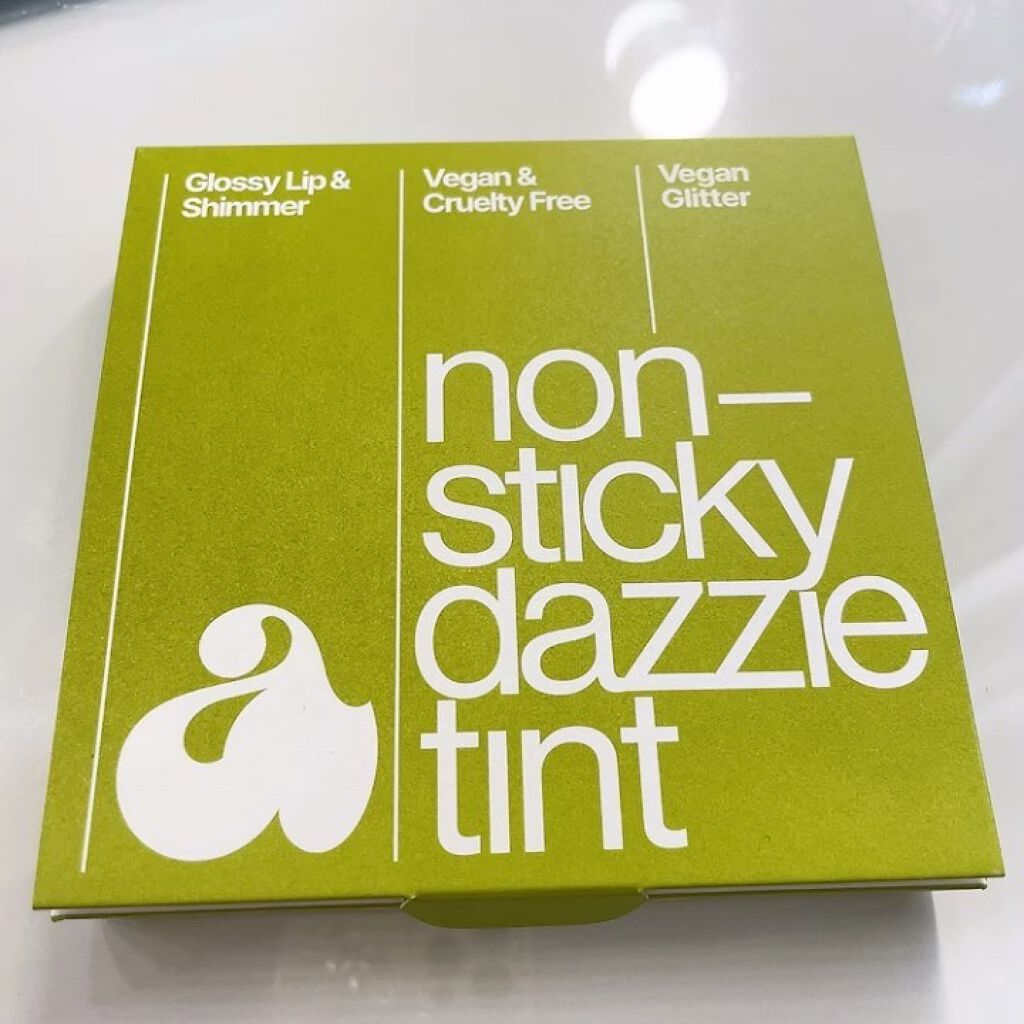 Glossy Lip &
Shimmer
Vegan &
Cruelty Free
Vegan
Glitter
non-
sticky
dazzle
tint
a